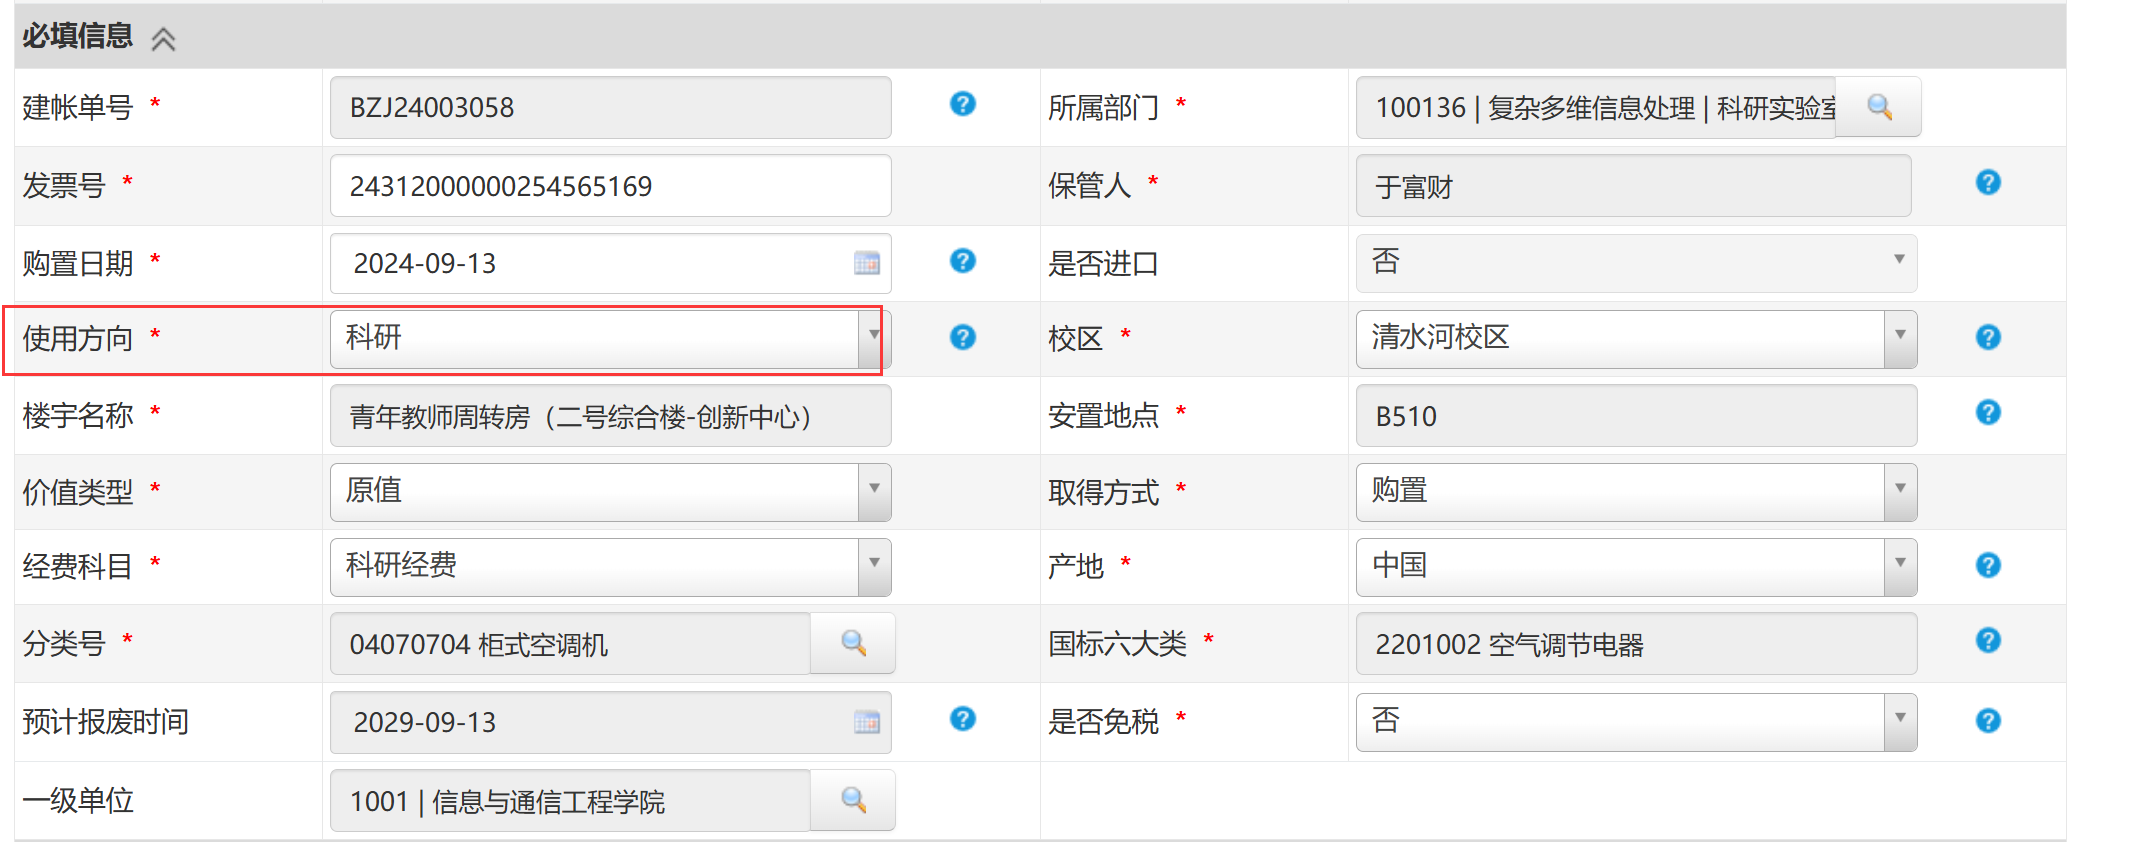 必填信息
建帐单号 * BZJ24003058 所属部门 * 100136 | 复杂多维信息处理 | 科研实验
发票号 * 24312000000254565169 保管人 * 于富财
购置日期 * 2024-09-13 是否进口 否
使用方向 * 科研 校区 * 清水河校区
楼宇名称 * 青年教师周转房（二号综合楼-创新中心） 安置地点 * B510
价值类型 * 原值 取得方式 * 购置
经费科目 * 科研经费 产地 * 中国
分类号 * 04070704 柜式空调机 国标六大类 * 2201002 空气调节电器
预计报废时间 2029-09-13 是否免税 * 否
一级单位 1001 | 信息与通信工程学院